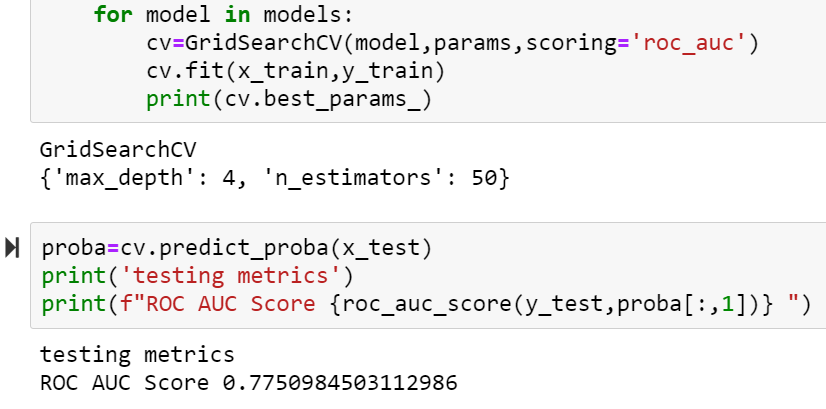 for model in models:
cv=GridSearchCV(model,params,scoring='roc_auc')
cv.fit(x_train,y_train)
print(cv.best_params_)
GridSearchCV
{'max_depth': 4, 'n_estimators': 50}
proba=cv.predict_proba(x_test)
print('testing metrics')
print(f"ROC AUC Score {roc_auc_score(y_test,proba[:,1])} ")
testing metrics
ROC AUC Score 0.7750984503112986